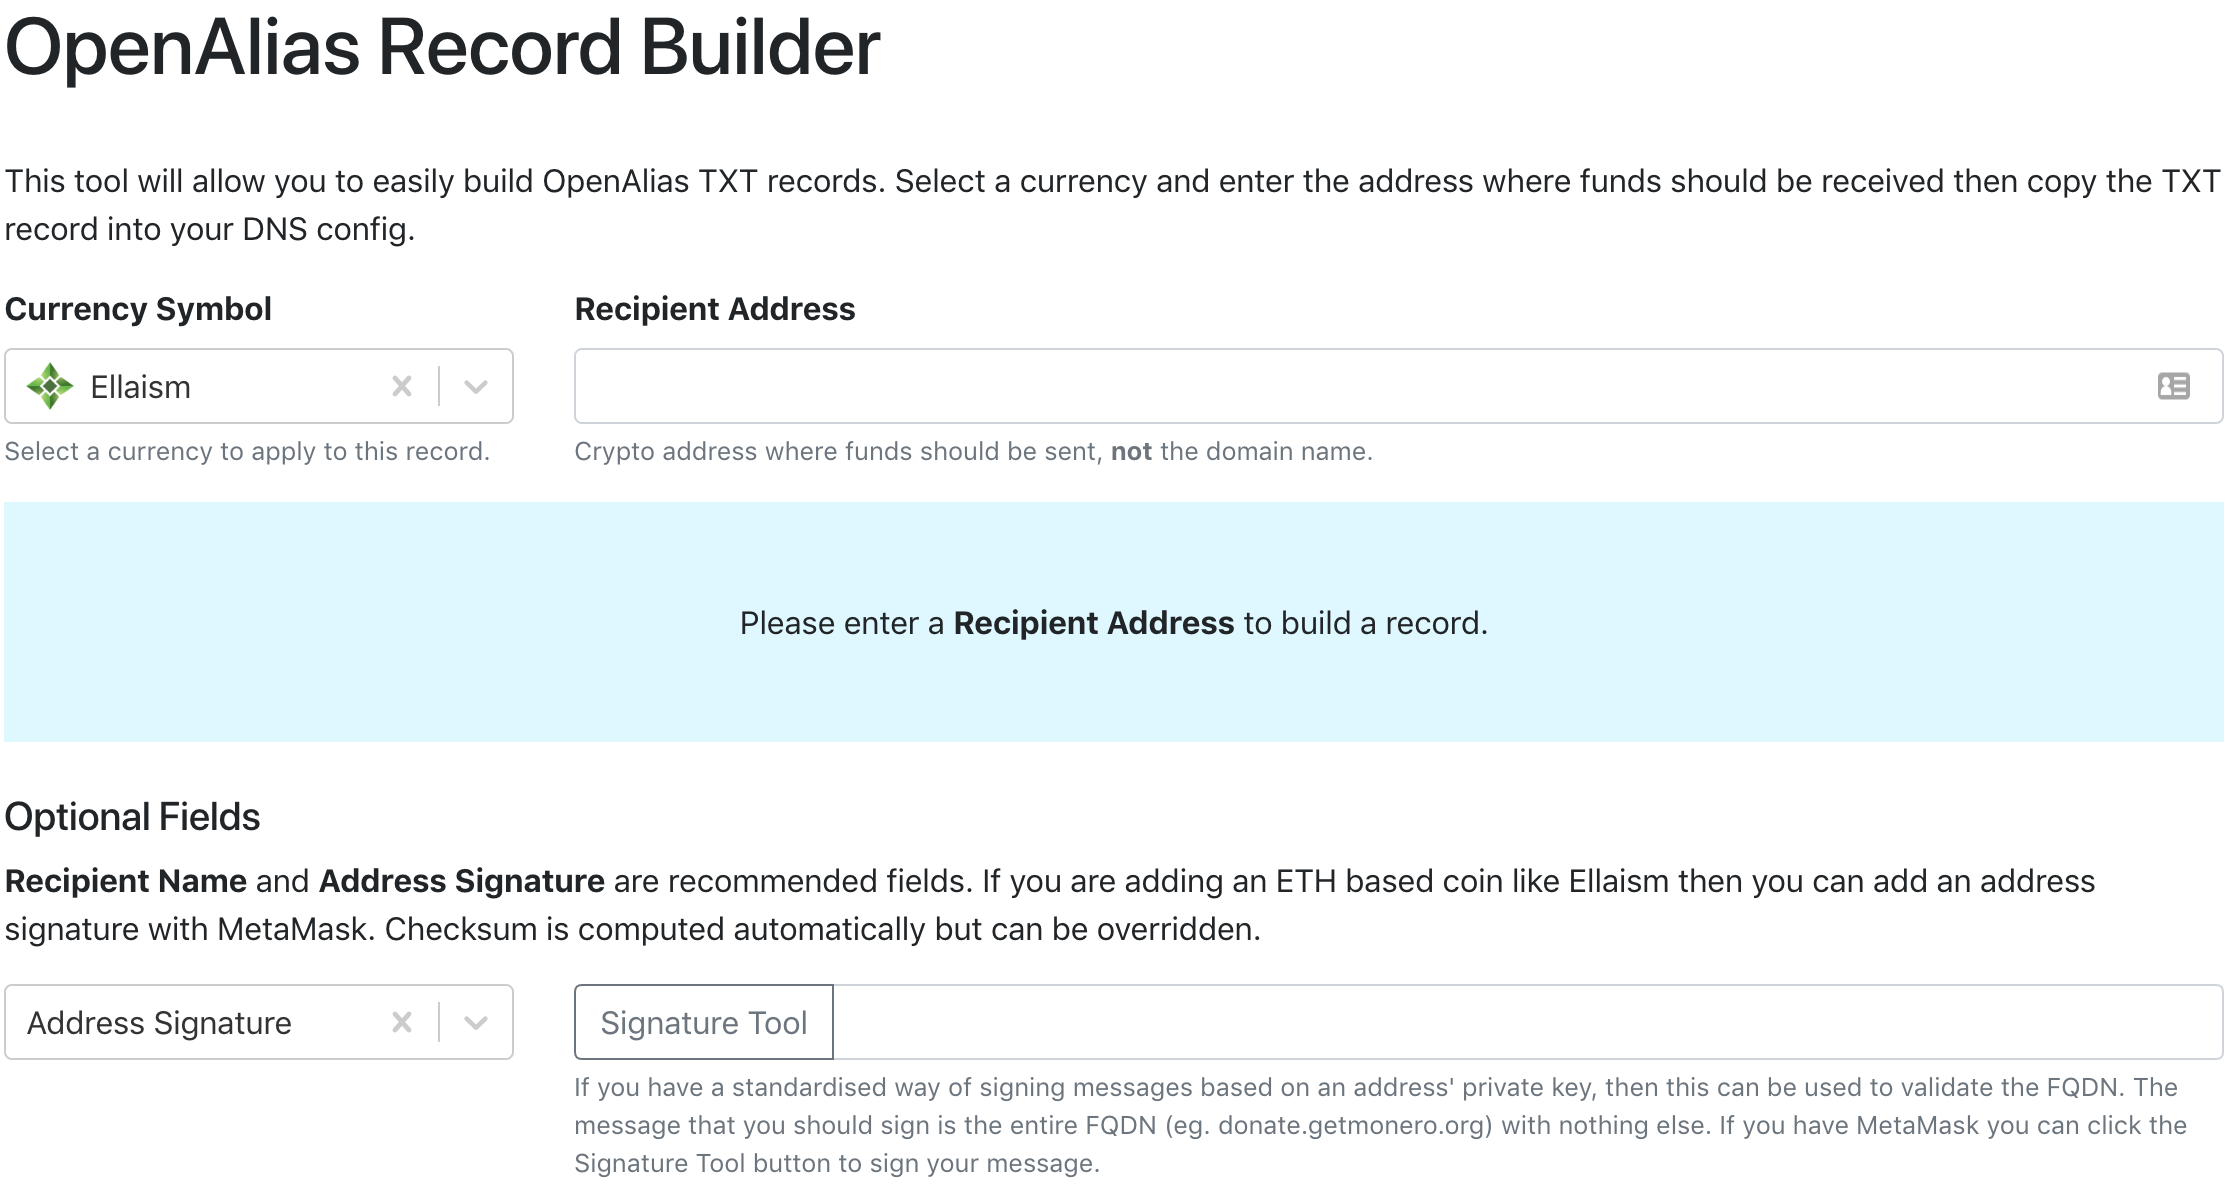 OpenAlias Record Builder
This tool will allow you to easily build OpenAlias TXT records. Select a currency and enter the address where funds should be received then copy the TXT
record into your DNS config.
Currency Symbol
Recipient Address
Ellaism
Select a currency to apply to this record.
Crypto address where funds should be sent, not the domain name.
Please enter a Recipient Address to build a record.
Optional Fields
Recipient Name and Address Signature are recommended fields. If you are adding an ETH based coin like Ellaism then you can add an address
signature with MetaMask. Checksum is computed automatically but can be overridden.
Address Signature
Signature Tool
If you have a standardised way of signing messages based on an address' private key, then this can be used to validate the FQDN. The
message that you should sign is the entire FQDN (eg. donate.getmonero.org) with nothing else. If you have MetaMask you can click the
Signature Tool button to sign your message.